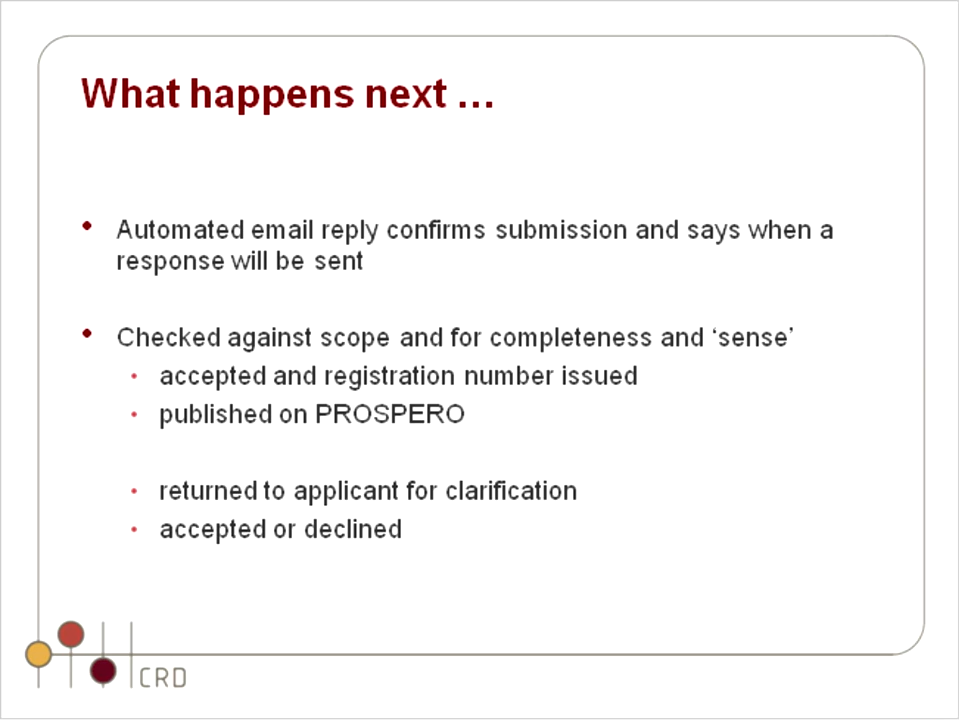 What happens next …
• Automated email reply confirms submission and says when a
response will be sent
• Checked against scope and for completeness and ‘sense’
• accepted and registration number issued
• published on PROSPERO
• returned to applicant for clarification
• accepted or declined
CRD